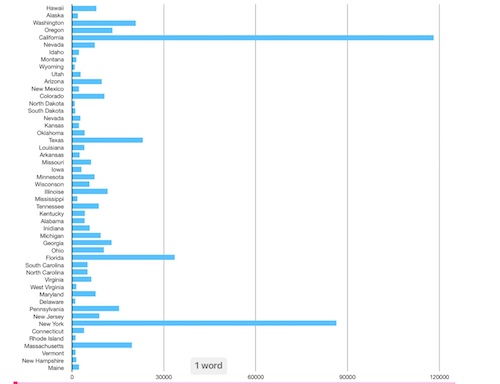 Hawaii
Alaska
Washington
Oregon
California
Nevada
Idaho
Montana
Wyoming
Utah
Arizona
New Mexico
Colorado
North Dakota
South Dakota
Nevada
Kansas
Oklahoma
Texas
Louisiana
Arkansas
Missouri
Iowa
Minnesota
Wisconson
Illinoise
Mississippi
Tennessee
Kentucky
Alabama
Inidiana
Michigan
Georgia
Ohio
Florida
South Carolina
North Carolina
Virginia
West Virginia
Maryland
Delaware
Pennsylvania
New Jersey
New York
Connecticut
Rhode Island
Massachusetts
Vermont
New Hampshire
Maine
1 word
0 30000 60000 90000 120000